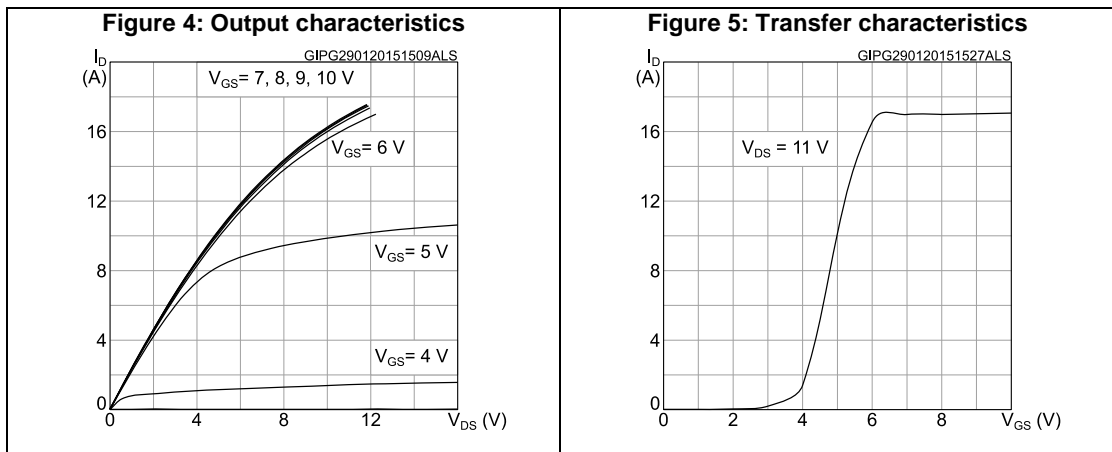 Figure 4: Output characteristics
GIPG290120151509ALS
I_D
(A)
V_GS= 7, 8, 9, 10 V
16
V_GS= 6 V
12
V_GS= 5 V
8
4
V_GS= 4 V
0
0 4 8 12 V_DS (V)
Figure 5: Transfer characteristics
GIPG290120151527ALS
I_D
(A)
16
V_DS = 11 V
12
8
4
0
0 2 4 6 8 V_GS (V)